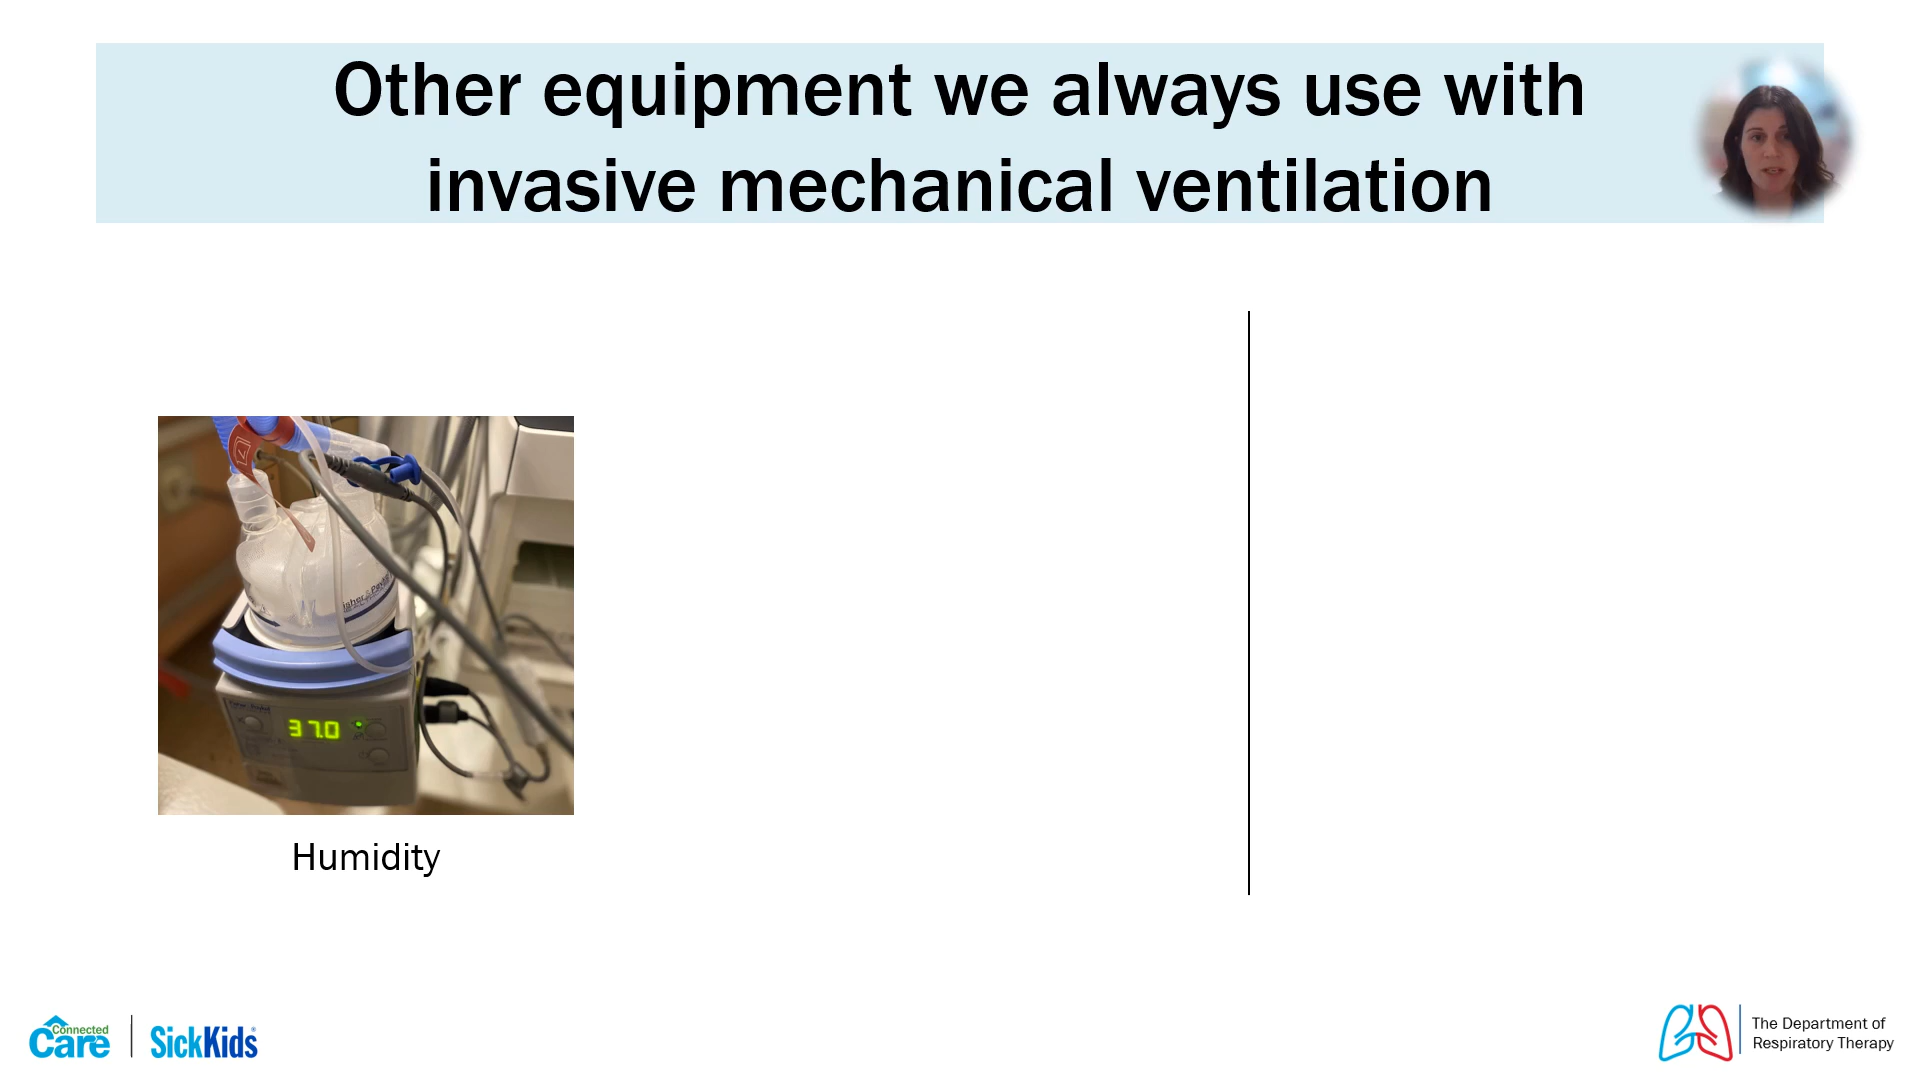 Other equipment we always use with
invasive mechanical ventilation
37.0
Humidity
Connected
Care
SickKids
The Department of
Respiratory Therapy